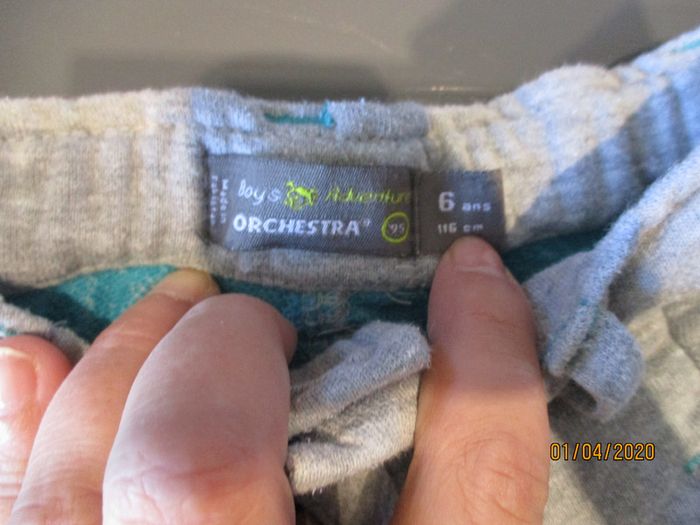 Boy's Adventure
ORCHESTRA
'95
6 ans
116 cm
01/04/2020